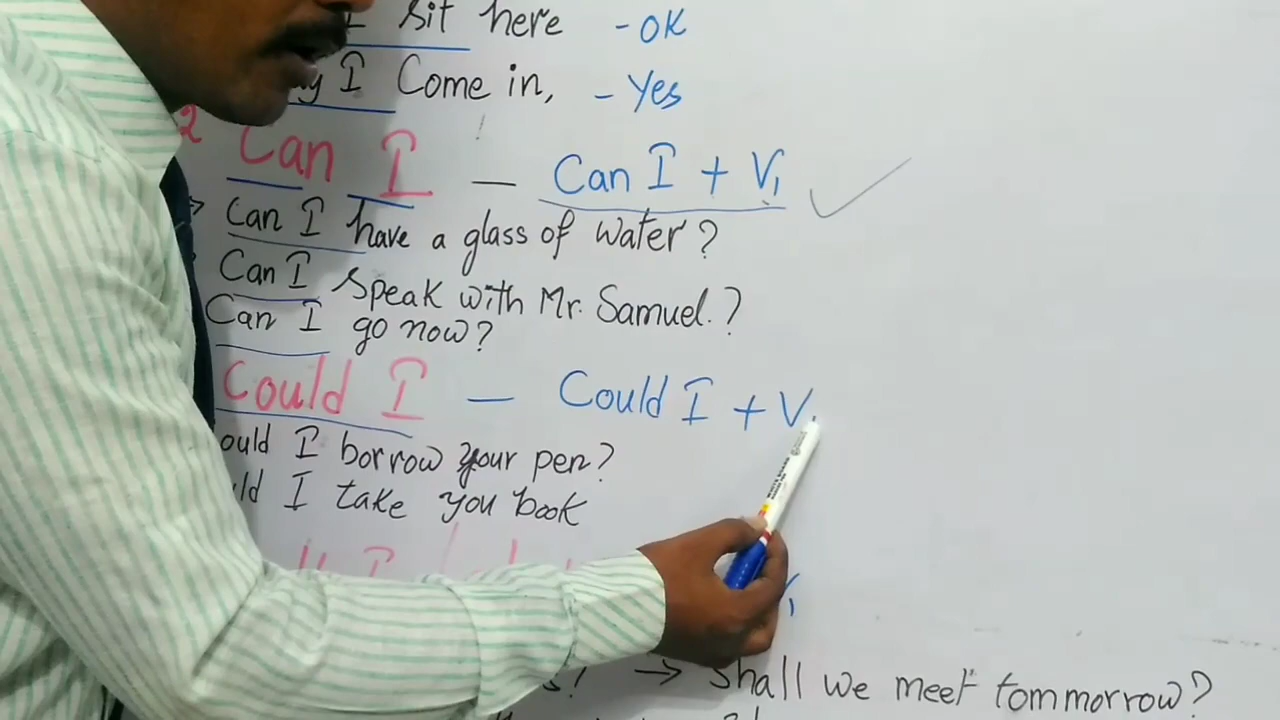 I sit here - OK
I Come in, - Yes
2 Can I - Can I + V1
Can I have a glass of water?
Can I speak with Mr. Samuel.?
Can I go now?
Could I - Could I + V
ould I borrow your pen?
ld I take you book
I
→ Shall we meet tommorrow?